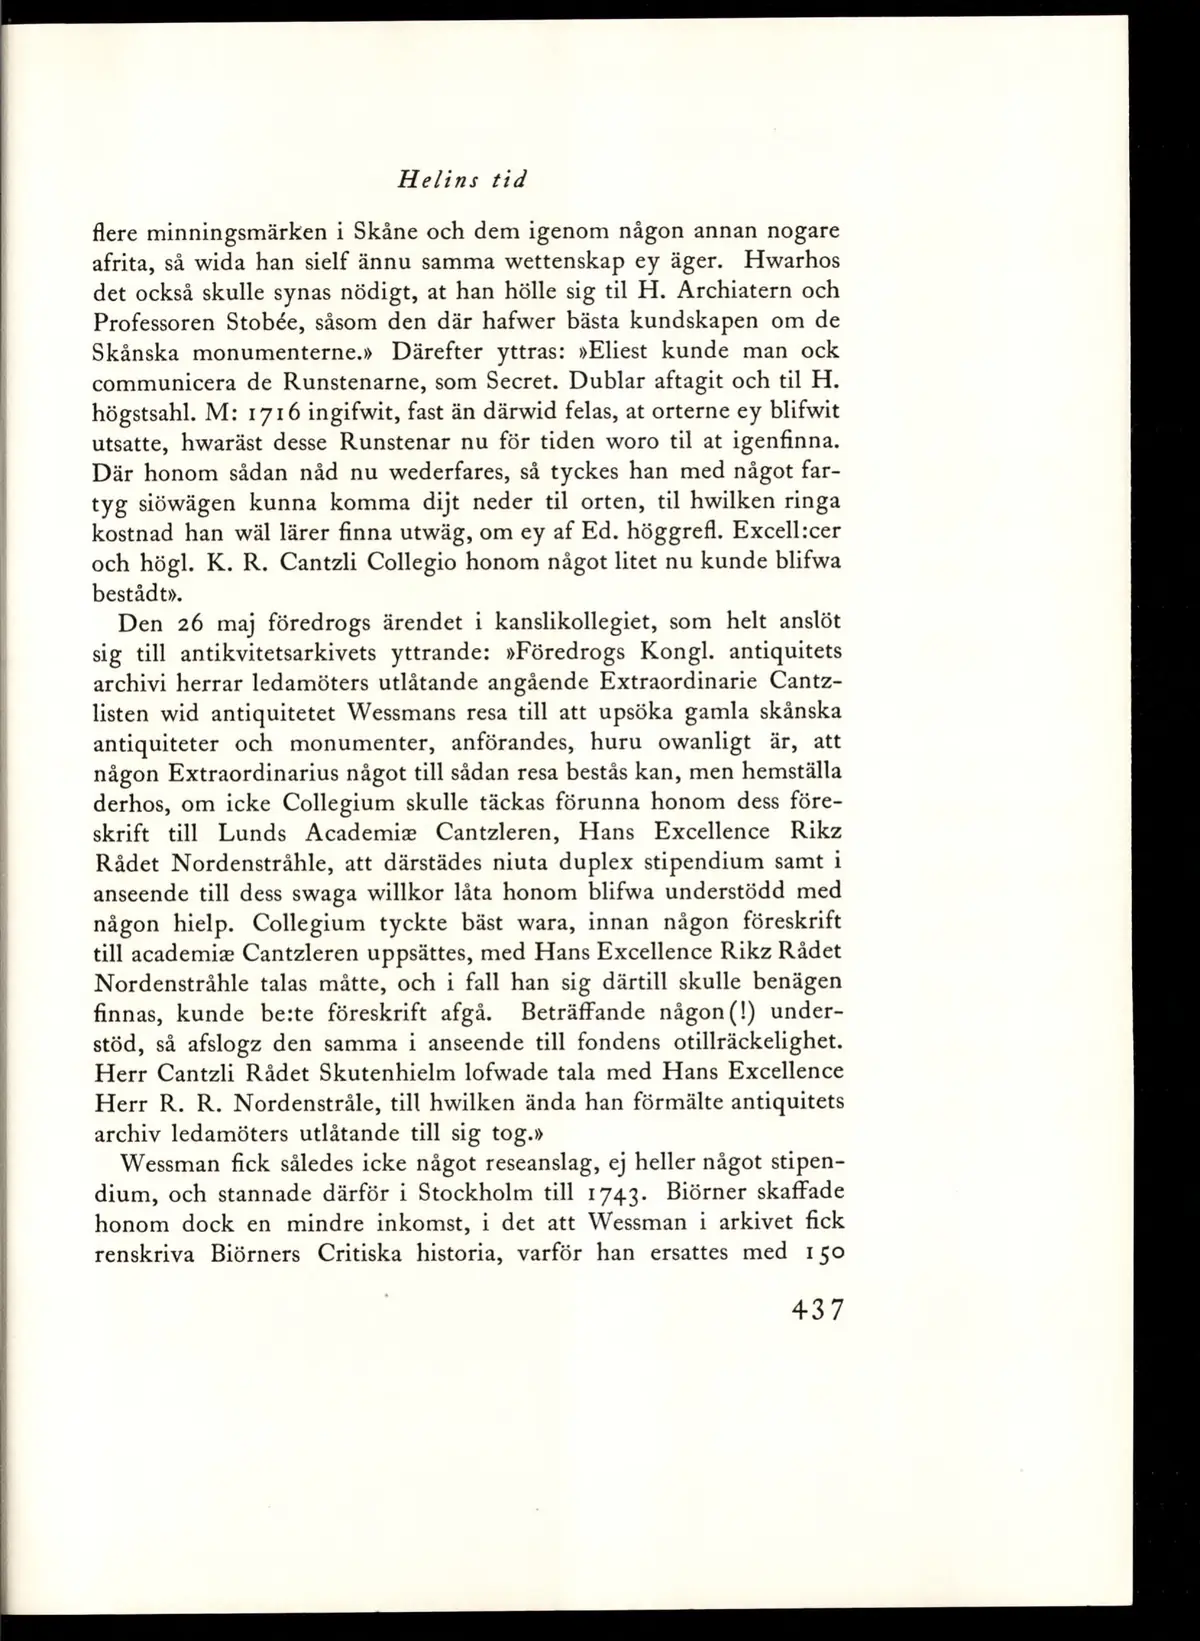 Helins tid
flere minningsmärken i Skåne och dem igenom någon annan nogare
afrita, så wida han sielf ännu samma wettenskap ey äger. Hwarhos
det också skulle synas nödigt, at han hölle sig til H. Archiatern och
Professoren Stobée, såsom den där hafwer bästa kundskapen om de
Skånska monumenterne.» Därefter yttras: »Eliest kunde man ock
communicera de Runstenarne, som Secret. Dublar aftagit och til H.
högstsahl. M: 1716 ingifwit, fast än därwid felas, at orterne ey blifwit
utsatte, hwaräst desse Runstenar nu för tiden woro til at igenfinna.
Där honom sådan nåd nu wederfares, så tyckes han med något far-
tyg siöwägen kunna komma dijt neder til orten, til hwilken ringa
kostnad han wäl lärer finna utwäg, om ey af Ed. höggrefl. Excell:cer
och högl. K. R. Cantzli Collegio honom något litet nu kunde blifwa
bestådt».
Den 26 maj föredrogs ärendet i kanslikollegiet, som helt anslöt
sig till antikvitetsarkivets yttrande: »Föredrogs Kongl. antiquitets
archivi herrar ledamöters utlåtande angående Extraordinarie Cantz-
listen wid antiquitetet Wessmans resa till att upsöka gamla skånska
antiquiteter och monumenter, anförandes, huru owanligt är, att
någon Extraordinarius något till sådan resa bestås kan, men hemställa
derhos, om icke Collegium skulle täckas förunna honom dess före-
skrift till Lunds Academiæ Cantzleren, Hans Excellence Rikz
Rådet Nordenstråhle, att därstädes niuta duplex stipendium samt i
anseende till dess swaga willkor låta honom blifwa understödd med
någon hielp. Collegium tyckte bäst wara, innan någon föreskrift
till academiæ Cantzleren uppsättes, med Hans Excellence Rikz Rådet
Nordenstråhle talas måtte, och i fall han sig därtill skulle benägen
finnas, kunde be:te föreskrift afgå. Beträffande någon(!) under-
stöd, så afslogz den samma i anseende till fondens otillräckelighet.
Herr Cantzli Rådet Skutenhielm lofwade tala med Hans Excellence
Herr R. R. Nordenstråle, till hwilken ända han förmälte antiquitets
archiv ledamöters utlåtande till sig tog.»
Wessman fick således icke något reseanslag, ej heller något stipen-
dium, och stannade därför i Stockholm till 1743. Biörner skaffade
honom dock en mindre inkomst, i det att Wessman i arkivet fick
renskriva Biörners Critiska historia, varför han ersattes med 150
437